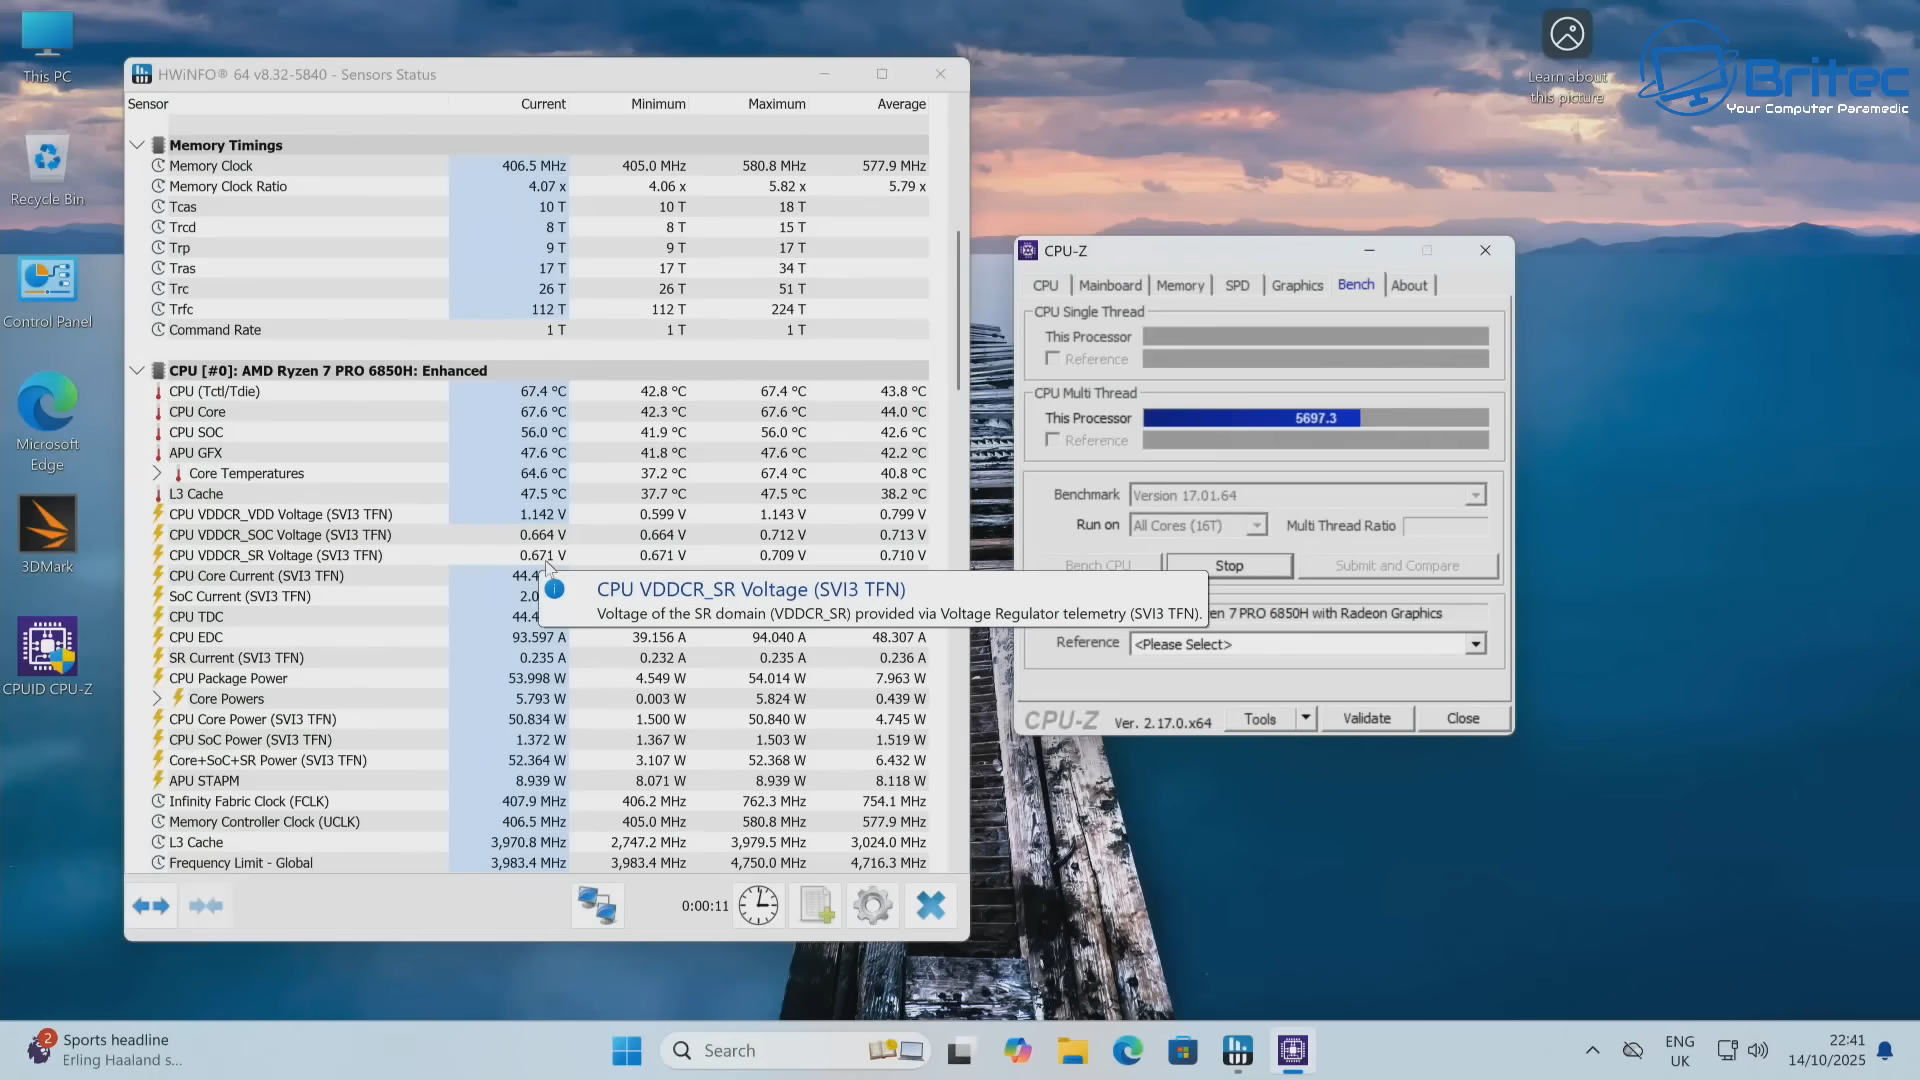 This PC
Recycle Bin
Control Panel
Microsoft
Edge
3DMark
CPUID CPU-Z
Learn about
this picture
Britec
Your Computer Paramedic
HWiNFO® 64 v8.32-5840 - Sensors Status
Sensor Current Minimum Maximum Average
Memory Timings
Memory Clock 406.5 MHz 405.0 MHz 580.8 MHz 577.9 MHz
Memory Clock Ratio 4.07 x 4.06 x 5.82 x 5.79 x
Tcas 10 T 10 T 18 T
Trcd 8 T 8 T 15 T
Trp 9 T 9 T 17 T
Tras 17 T 17 T 34 T
Trc 26 T 26 T 51 T
Trfc 112 T 112 T 224 T
Command Rate 1 T 1 T 1 T
CPU [#0]: AMD Ryzen 7 PRO 6850H: Enhanced
CPU (Tctl/Tdie) 67.4 °C 42.8 °C 67.4 °C 43.8 °C
CPU Core 67.6 °C 42.3 °C 67.6 °C 44.0 °C
CPU SOC 56.0 °C 41.9 °C 56.0 °C 42.6 °C
APU GFX 47.6 °C 41.8 °C 47.6 °C 42.2 °C
Core Temperatures 64.6 °C 37.2 °C 67.4 °C 40.8 °C
L3 Cache 47.5 °C 37.7 °C 47.5 °C 38.2 °C
CPU VDDCR_VDD Voltage (SVI3 TFN) 1.142 V 0.599 V 1.143 V 0.799 V
CPU VDDCR_SOC Voltage (SVI3 TFN) 0.664 V 0.664 V 0.712 V 0.713 V
CPU VDDCR_SR Voltage (SVI3 TFN) 0.671 V 0.671 V 0.709 V 0.710 V
CPU Core Current (SVI3 TFN) 44.4
SoC Current (SVI3 TFN) 2.0
CPU TDC 44.4
CPU VDDCR_SR Voltage (SVI3 TFN)
Voltage of the SR domain (VDDCR_SR) provided via Voltage Regulator telemetry (SVI3 TFN).
CPU EDC 93.597 A 39.156 A 94.040 A 48.307 A
SR Current (SVI3 TFN) 0.235 A 0.232 A 0.235 A 0.236 A
CPU Package Power 53.998 W 4.549 W 54.014 W 7.963 W
Core Powers 5.793 W 0.003 W 5.824 W 0.439 W
CPU Core Power (SVI3 TFN) 50.834 W 1.500 W 50.840 W 4.745 W
CPU SoC Power (SVI3 TFN) 1.372 W 1.367 W 1.503 W 1.519 W
Core+SoC+SR Power (SVI3 TFN) 52.364 W 3.107 W 52.368 W 6.432 W
APU STAPM 8.939 W 8.071 W 8.939 W 8.118 W
Infinity Fabric Clock (FCLK) 407.9 MHz 406.2 MHz 762.3 MHz 754.1 MHz
Memory Controller Clock (UCLK) 406.5 MHz 405.0 MHz 580.8 MHz 577.9 MHz
L3 Cache 3,970.8 MHz 2,747.2 MHz 3,979.5 MHz 3,024.0 MHz
Frequency Limit - Global 3,983.4 MHz 3,983.4 MHz 4,750.0 MHz 4,716.3 MHz
0:00:11
CPU-Z
CPU Mainboard Memory SPD Graphics Bench About
CPU Single Thread
This Processor
Reference
CPU Multi Thread
This Processor 5697.3
Reference
Benchmark Version 17.01.64
Run on All Cores (16T) Multi Thread Ratio
Bench CPU Stop Submit and Compare
en 7 PRO 6850H with Radeon Graphics
Reference <Please Select>
CPU-Z Ver. 2.17.0.x64 Tools Validate Close
2
Sports headline
Erling Haaland s...
Search
ENG
UK
22:41
14/10/2025